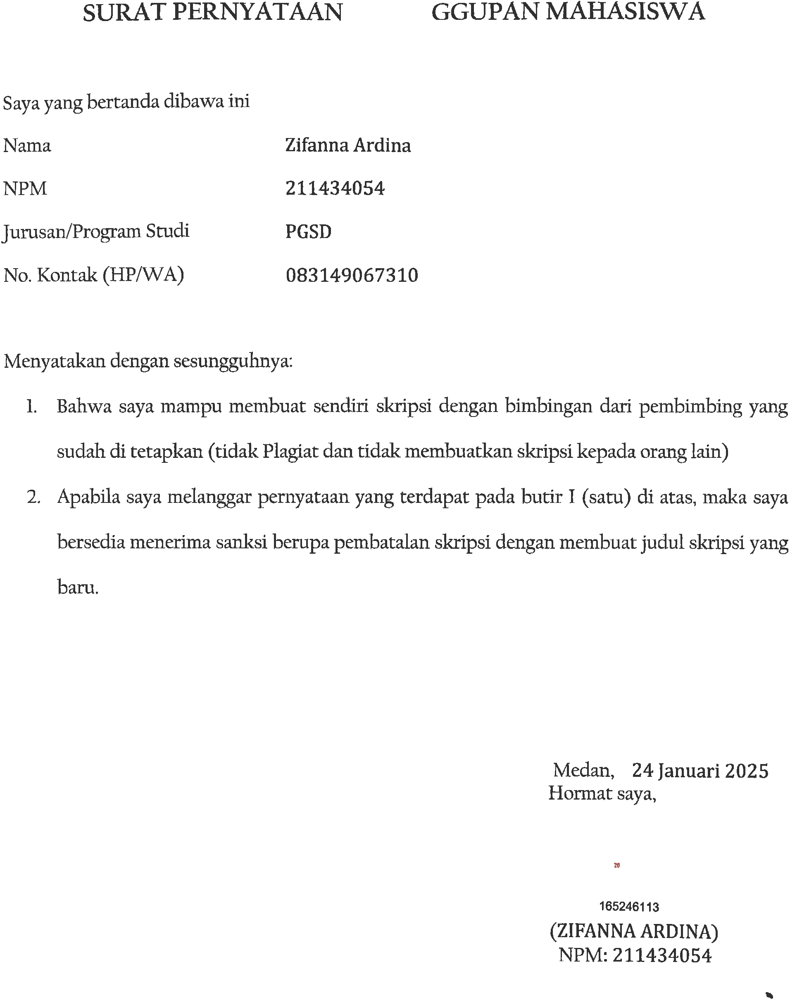 SURAT PERNYATAAN GGUPAN MAHASISWA
Saya yang bertanda dibawa ini
Nama Zifanna Ardina
NPM 211434054
Jurusan/Program Studi PGSD
No. Kontak (HP/WA) 083149067310
Menyatakan dengan sesungguhnya:
1. Bahwa saya mampu membuat sendiri skripsi dengan bimbingan dari pembimbing yang
sudah di tetapkan (tidak Plagiat dan tidak membuatkan skripsi kepada orang lain)
2. Apabila saya melanggar pernyataan yang terdapat pada butir I (satu) di atas, maka saya
bersedia menerima sanksi berupa pembatalan skripsi dengan membuat judul skripsi yang
baru.
Medan, 24 Januari 2025
Hormat saya,
20
165246113
(ZIFANNA ARDINA)
NPM: 211434054